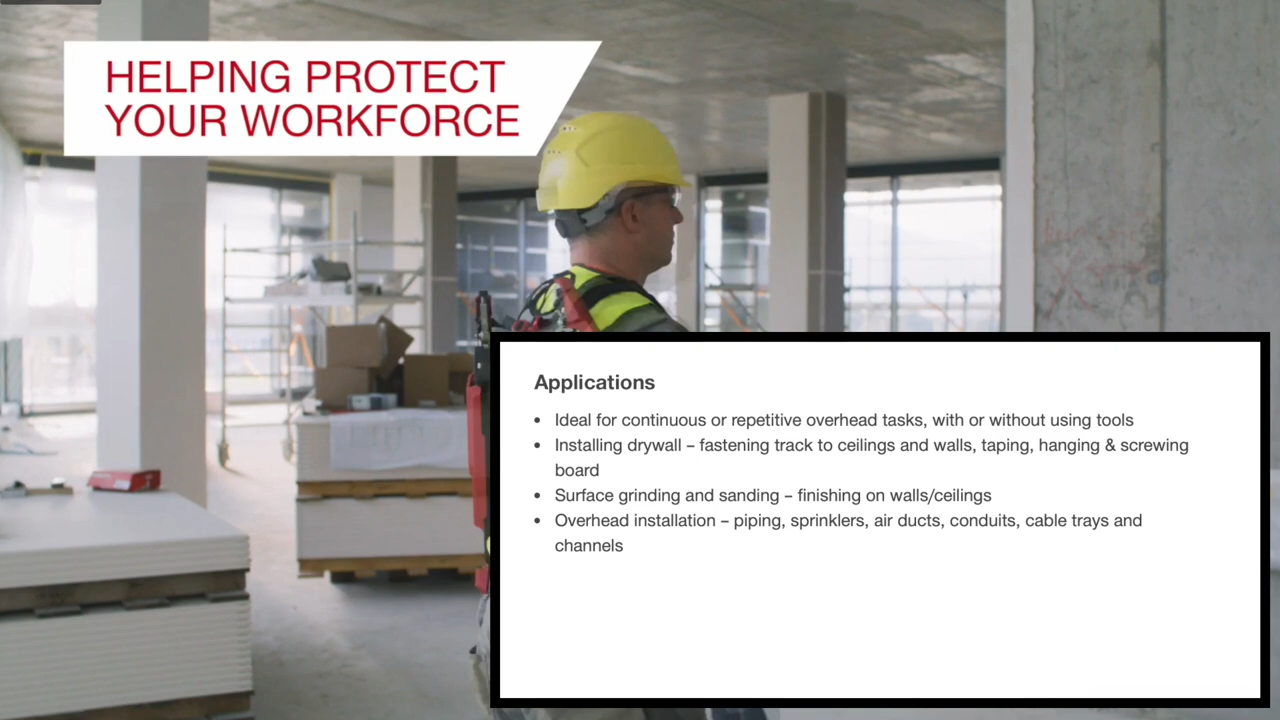 HELPING PROTECT
YOUR WORKFORCE
Applications
• Ideal for continuous or repetitive overhead tasks, with or without using tools
• Installing drywall – fastening track to ceilings and walls, taping, hanging & screwing
board
• Surface grinding and sanding – finishing on walls/ceilings
• Overhead installation – piping, sprinklers, air ducts, conduits, cable trays and
channels